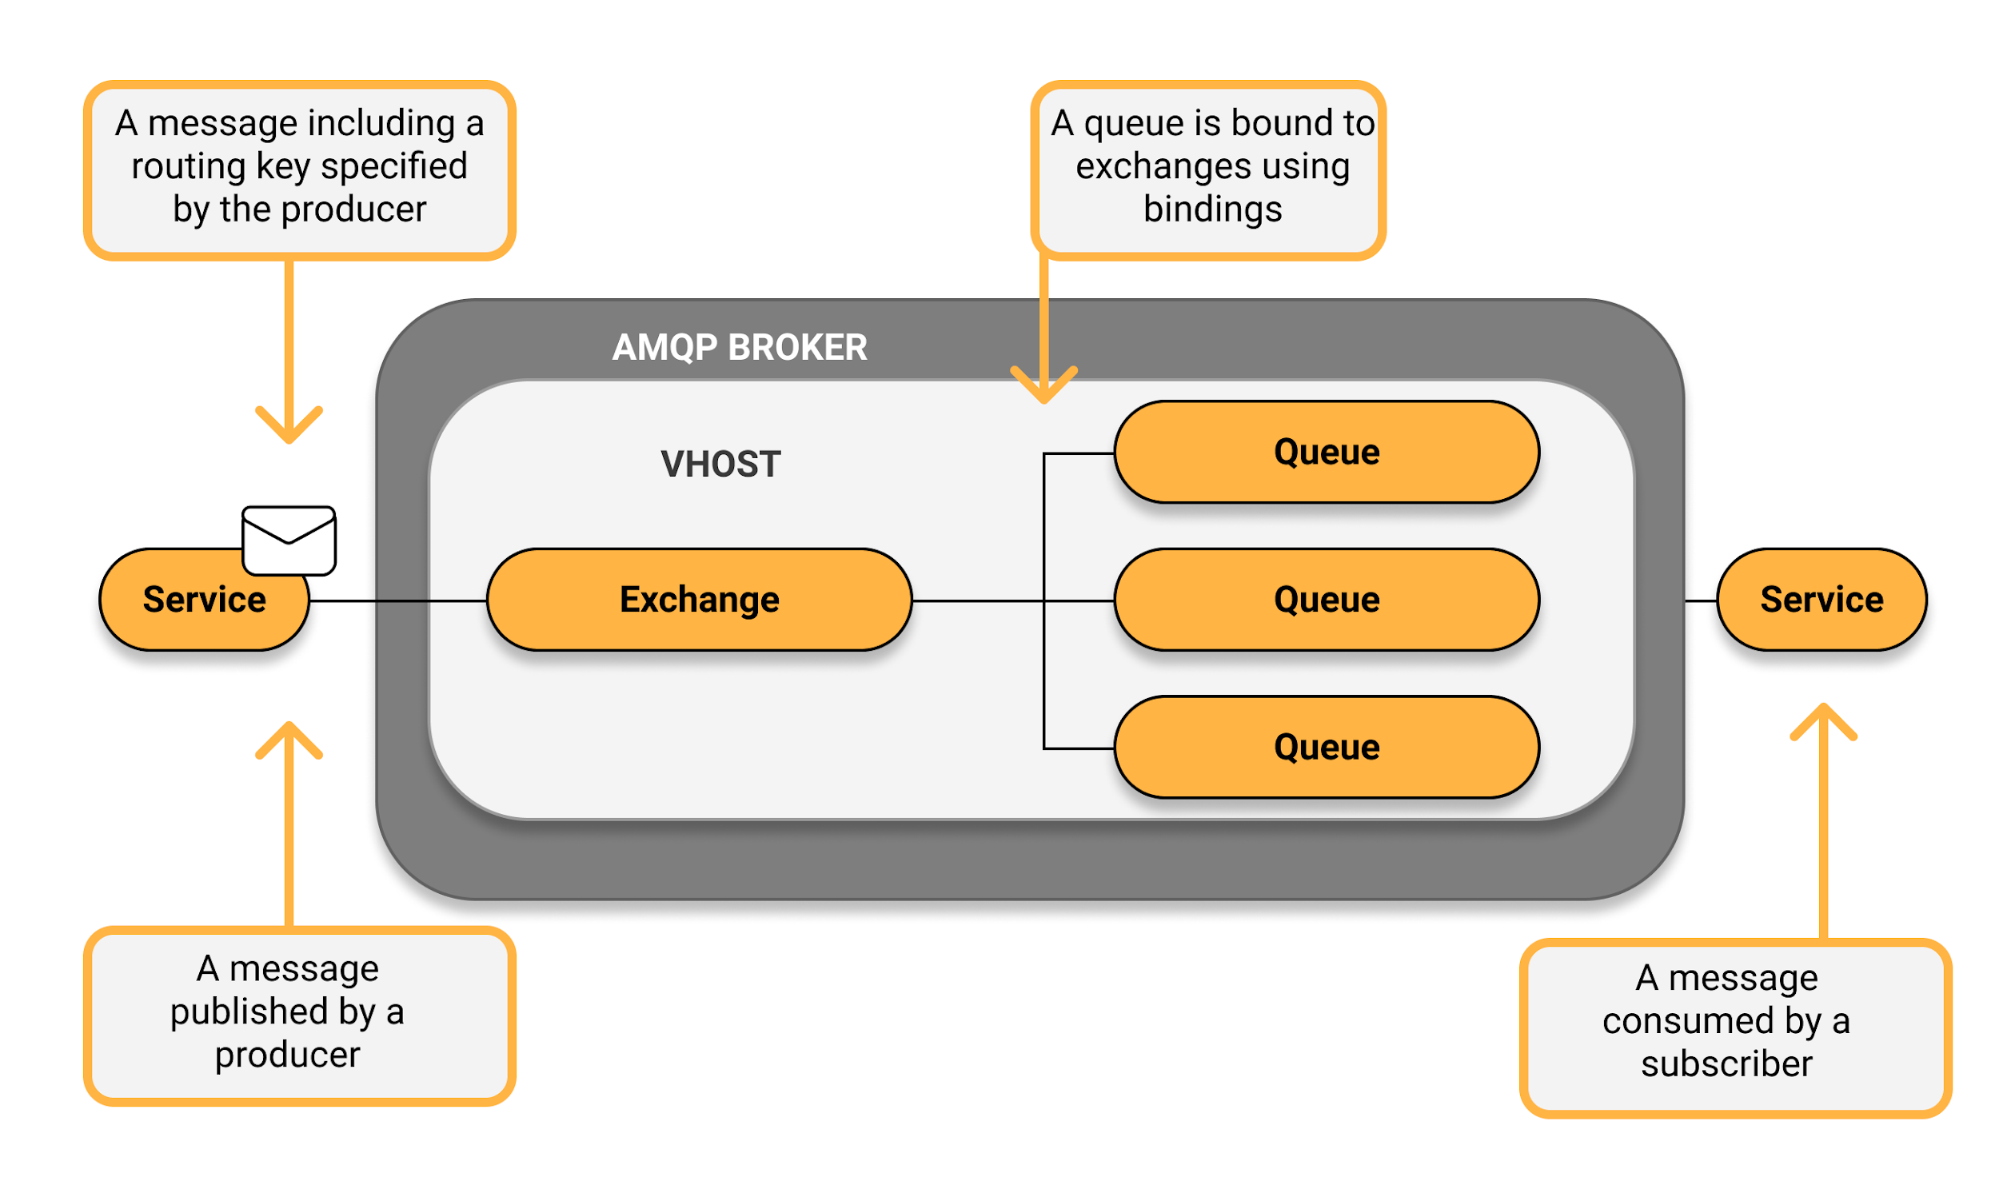 A message including a
routing key specified
by the producer
A queue is bound to
exchanges using
bindings
AMQP BROKER
VHOST
Queue
Service
Exchange
Queue
Service
Queue
A message
published by a
producer
A message
consumed by a
subscriber